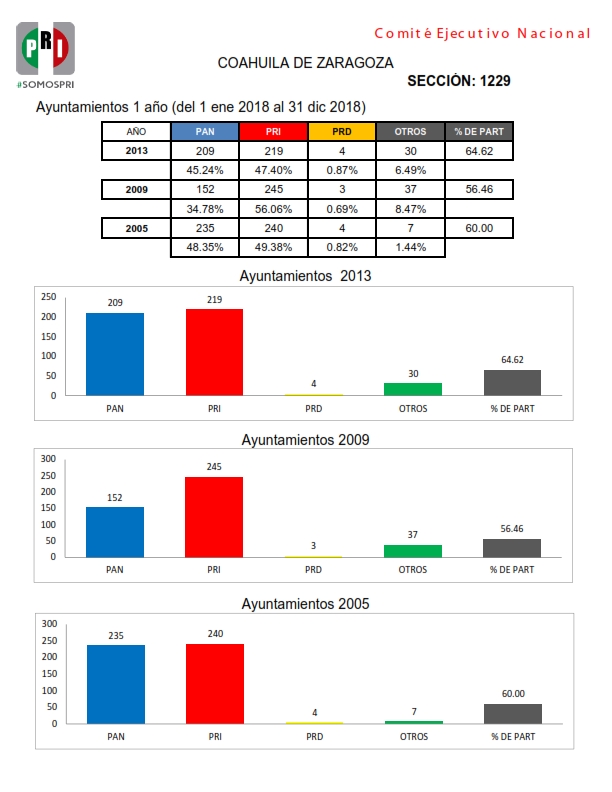 PRI
#SOMOSPRI
Comité Ejecutivo Nacional
COAHUILA DE ZARAGOZA
SECCIÓN: 1229
Ayuntamientos 1 año (del 1 ene 2018 al 31 dic 2018)
AÑO PAN PRI PRD OTROS % DE PART
2013 209 219 4 30 64.62
45.24% 47.40% 0.87% 6.49%
2009 152 245 3 37 56.46
34.78% 56.06% 0.69% 8.47%
2005 235 240 4 7 60.00
48.35% 49.38% 0.82% 1.44%
Ayuntamientos 2013
250
200
150
100
50
0
209 219 4 30 64.62
PAN PRI PRD OTROS % DE PART
Ayuntamientos 2009
300
250
200
150
100
50
0
152 245 3 37 56.46
PAN PRI PRD OTROS % DE PART
Ayuntamientos 2005
300
250
200
150
100
50
0
235 240 4 7 60.00
PAN PRI PRD OTROS % DE PART